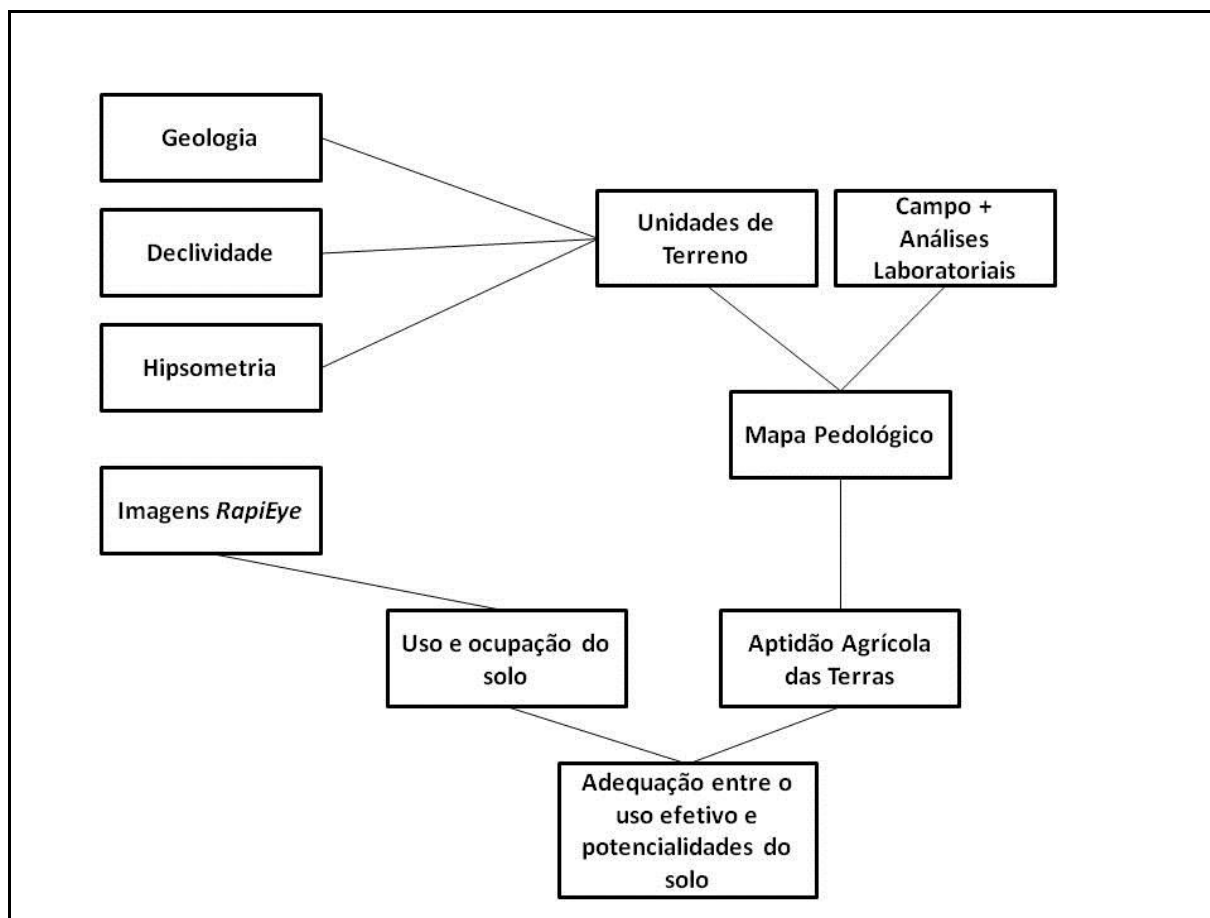 Geologia
Declividade
Hipsometria
Unidades de
Terreno
Campo +
Análises
Laboratoriais
Mapa Pedológico
Imagens RapiEye
Uso e ocupação do
solo
Aptidão Agrícola
das Terras
Adequação entre o
uso efetivo e
potencialidades do
solo